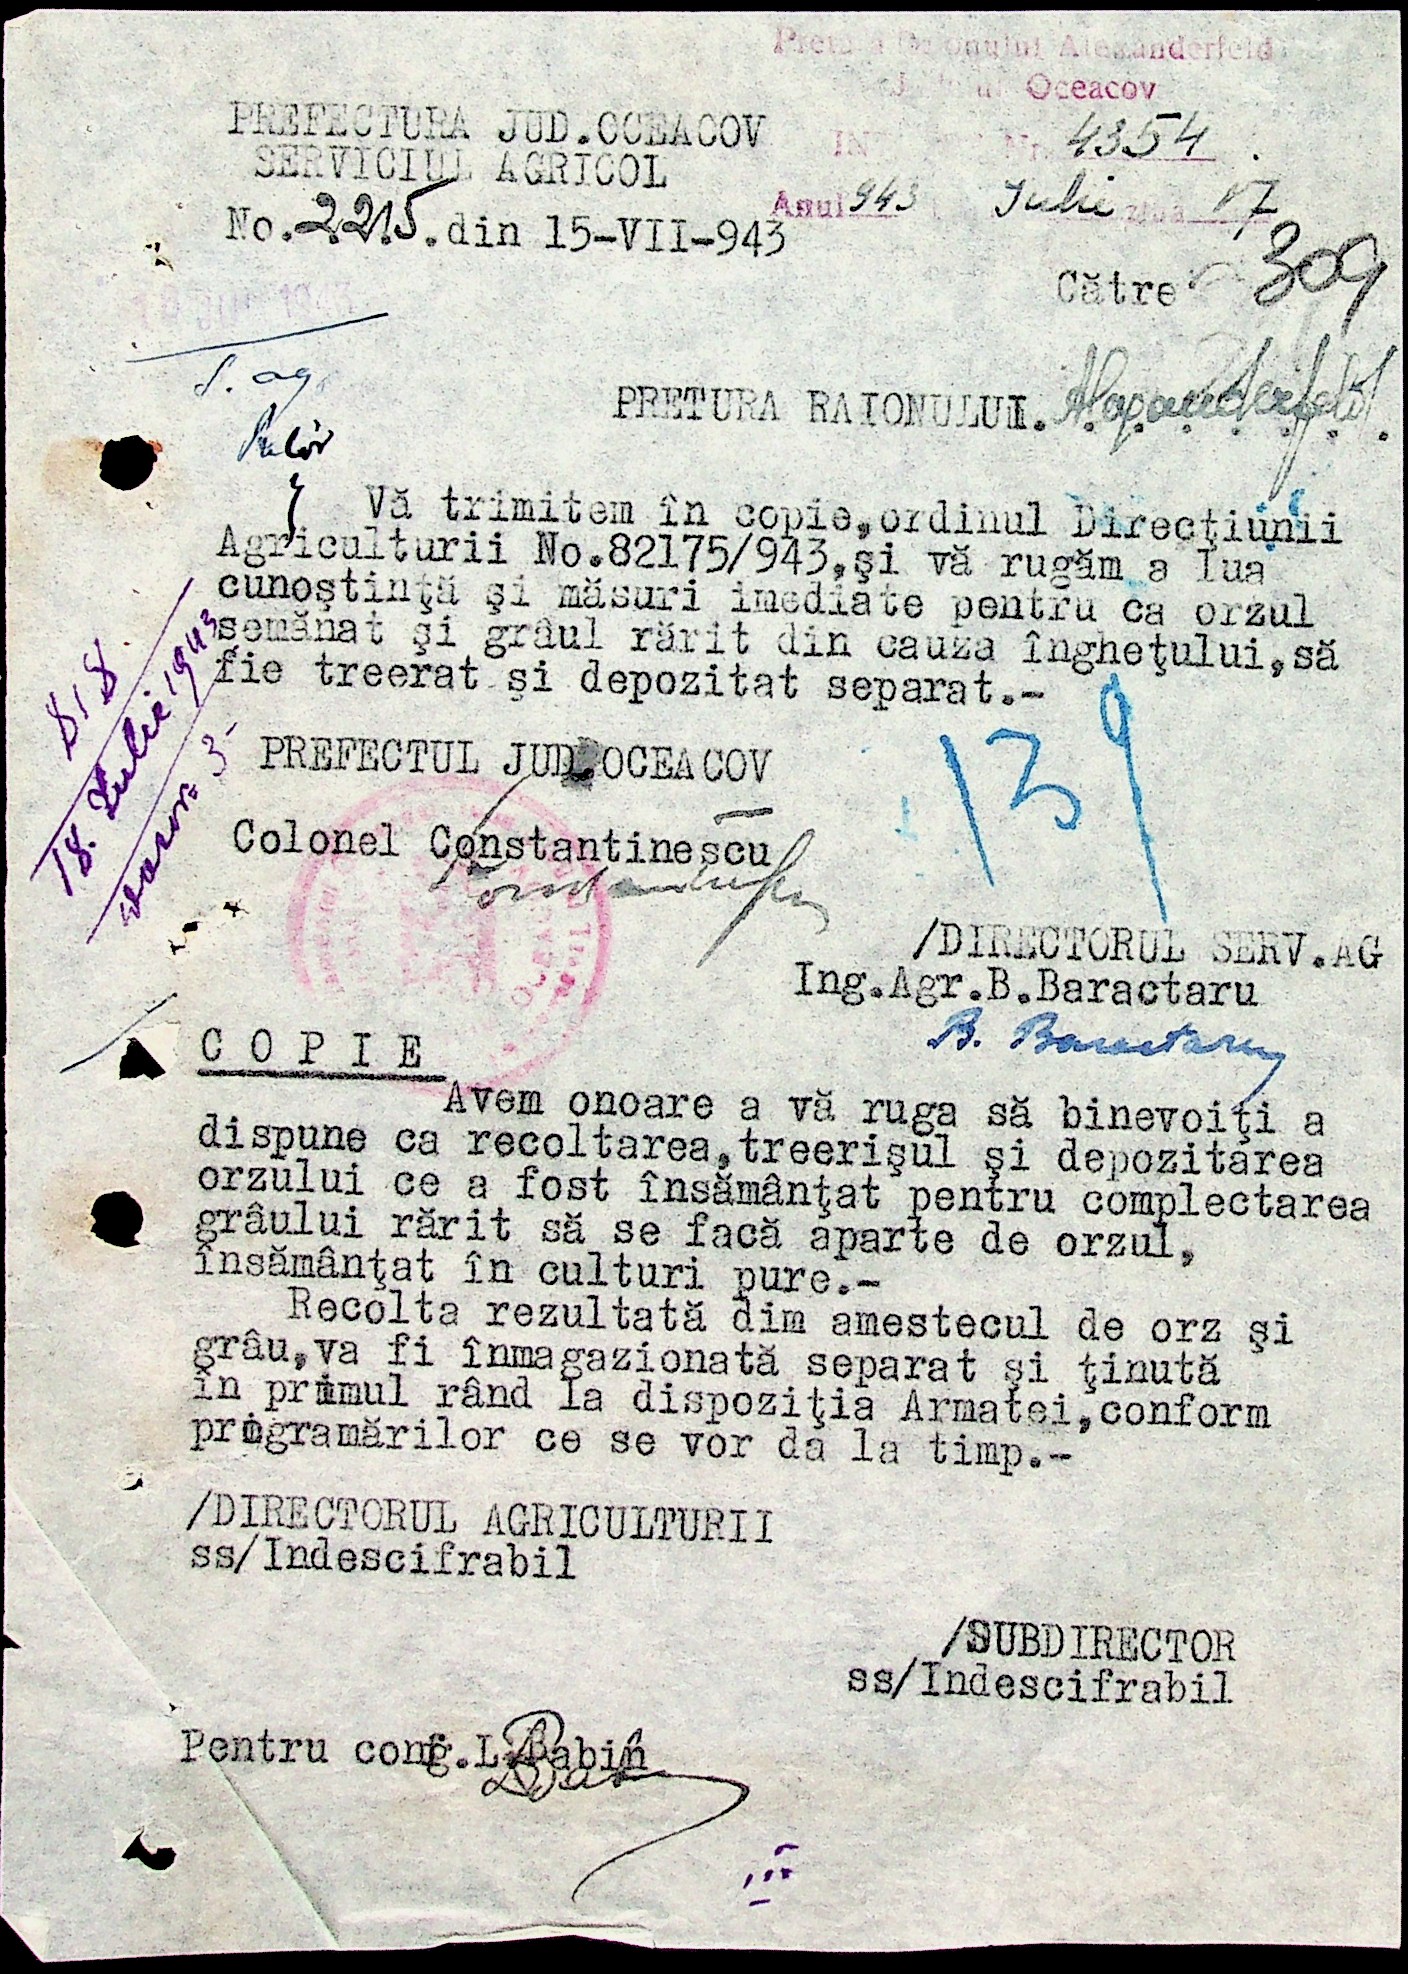 Alexanderfeld
Oceacov
PREFECTURA JUD.OCEACOV
SERVICIUL AGRICOL
IN Nr. 4354
No.2215.din 15-VII-943
Anul 943 Iulie ziua 17
Către 309
S. ag.
PRETURA RAIONULUI.Alexanderfeld.
Vă trimitem în copie,ordinul Direcţiunii
Agriculturii No.82175/943,şi vă rugăm a lua
cunoştinţă şi măsuri imediate pentru ca orzul
semănat şi grâul rărit din cauza îngheţului,să
fie treerat şi depozitat separat.-
818
18. Iulie 1943
139
PREFECTUL JUD.OCEACOV
Colonel Constantinescu
/DIRECTORUL SERV.AG
Ing.Agr.B.Baractaru
B. Baractaru
C O P I E
Avem onoare a vă ruga să binevoiţi a
dispune ca recoltarea,treerişul şi depozitarea
orzului ce a fost însămânţat pentru complectarea
grâului rărit să se facă aparte de orzul,
însămânţat în culturi pure.-
Recolta rezultată dim amestecul de orz şi
grâu,va fi înmagazionată separat şi ţinută
în primul rând la dispoziţia Armatei,conform
programărilor ce se vor da la timp.-
/DIRECTORUL AGRICULTURII
ss/Indescifrabil
/SUBDIRECTOR
ss/Indescifrabil
Pentru conf.L.Babin